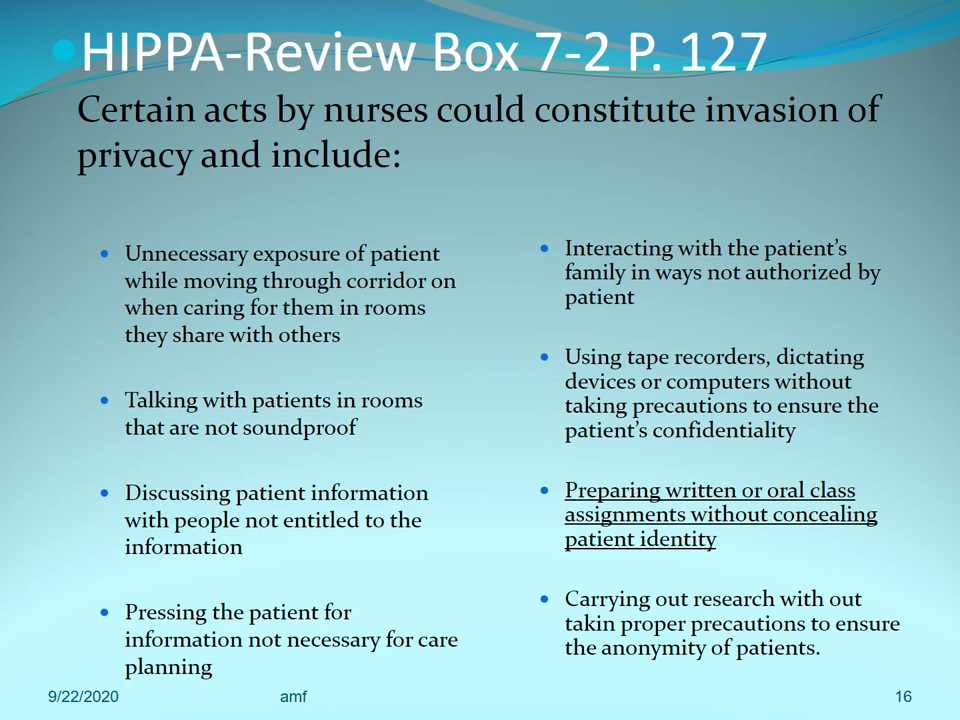 HIPPA-Review Box 7-2 P. 127
Certain acts by nurses could constitute invasion of
privacy and include:
Unnecessary exposure of patient
while moving through corridor on
when caring for them in rooms
they share with others
Talking with patients in rooms
that are not soundproof
Discussing patient information
with people not entitled to the
information
Pressing the patient for
information not necessary for care
planning
Interacting with the patient's
family in ways not authorized by
patient
Using tape recorders, dictating
devices or computers without
taking precautions to ensure the
patient's confidentiality
Preparing written or oral class
assignments without concealing
patient identity
Carrying out research with out
takin proper precautions to ensure
the anonymity of patients.
9/22/2020 amf 16